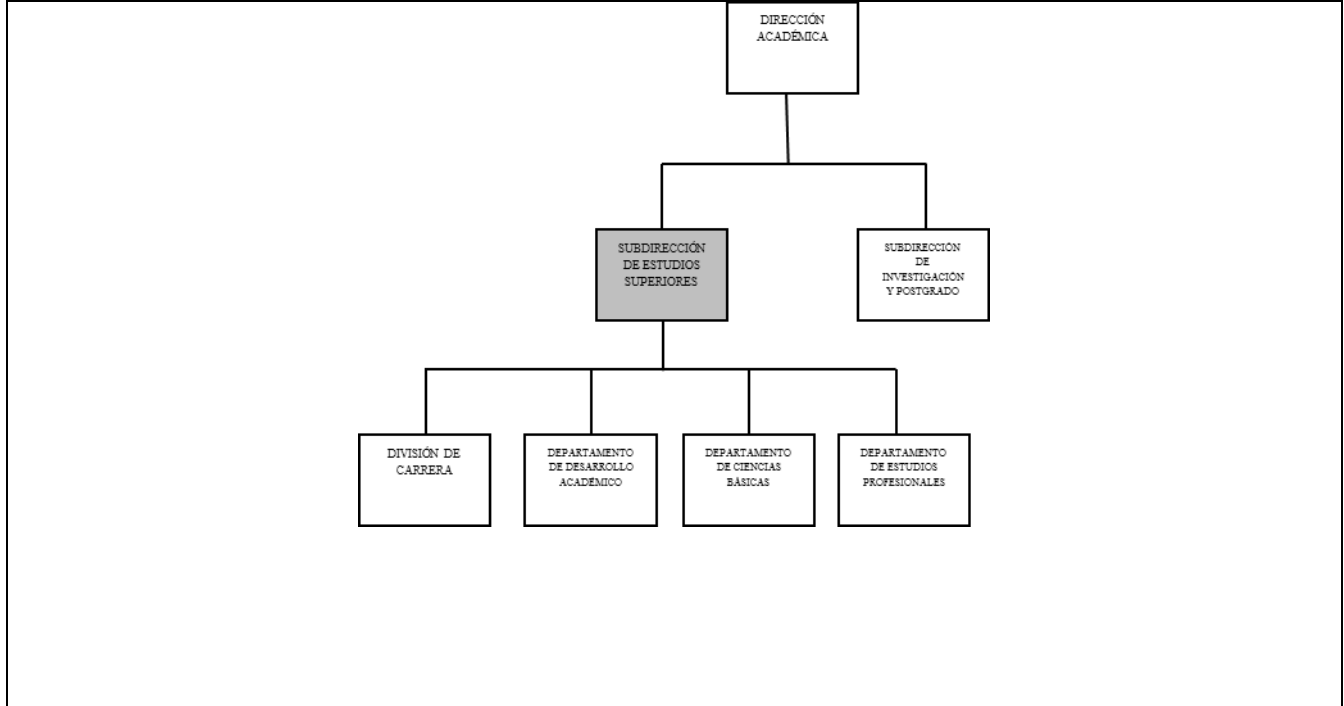 DIRECCIÓN
ACADÉMICA
SUBDIRECCIÓN
DE ESTUDIOS
SUPERIORES
SUBDIRECCIÓN
DE
INVESTIGACIÓN
Y POSTGRADO
DIVISIÓN DE
CARRERA
DEPARTAMENTO
DE DESARROLLO
ACADÉMICO
DEPARTAMENTO
DE CIENCIAS
BÁSICAS
DEPARTAMENTO
DE ESTUDIOS
PROFESIONALES